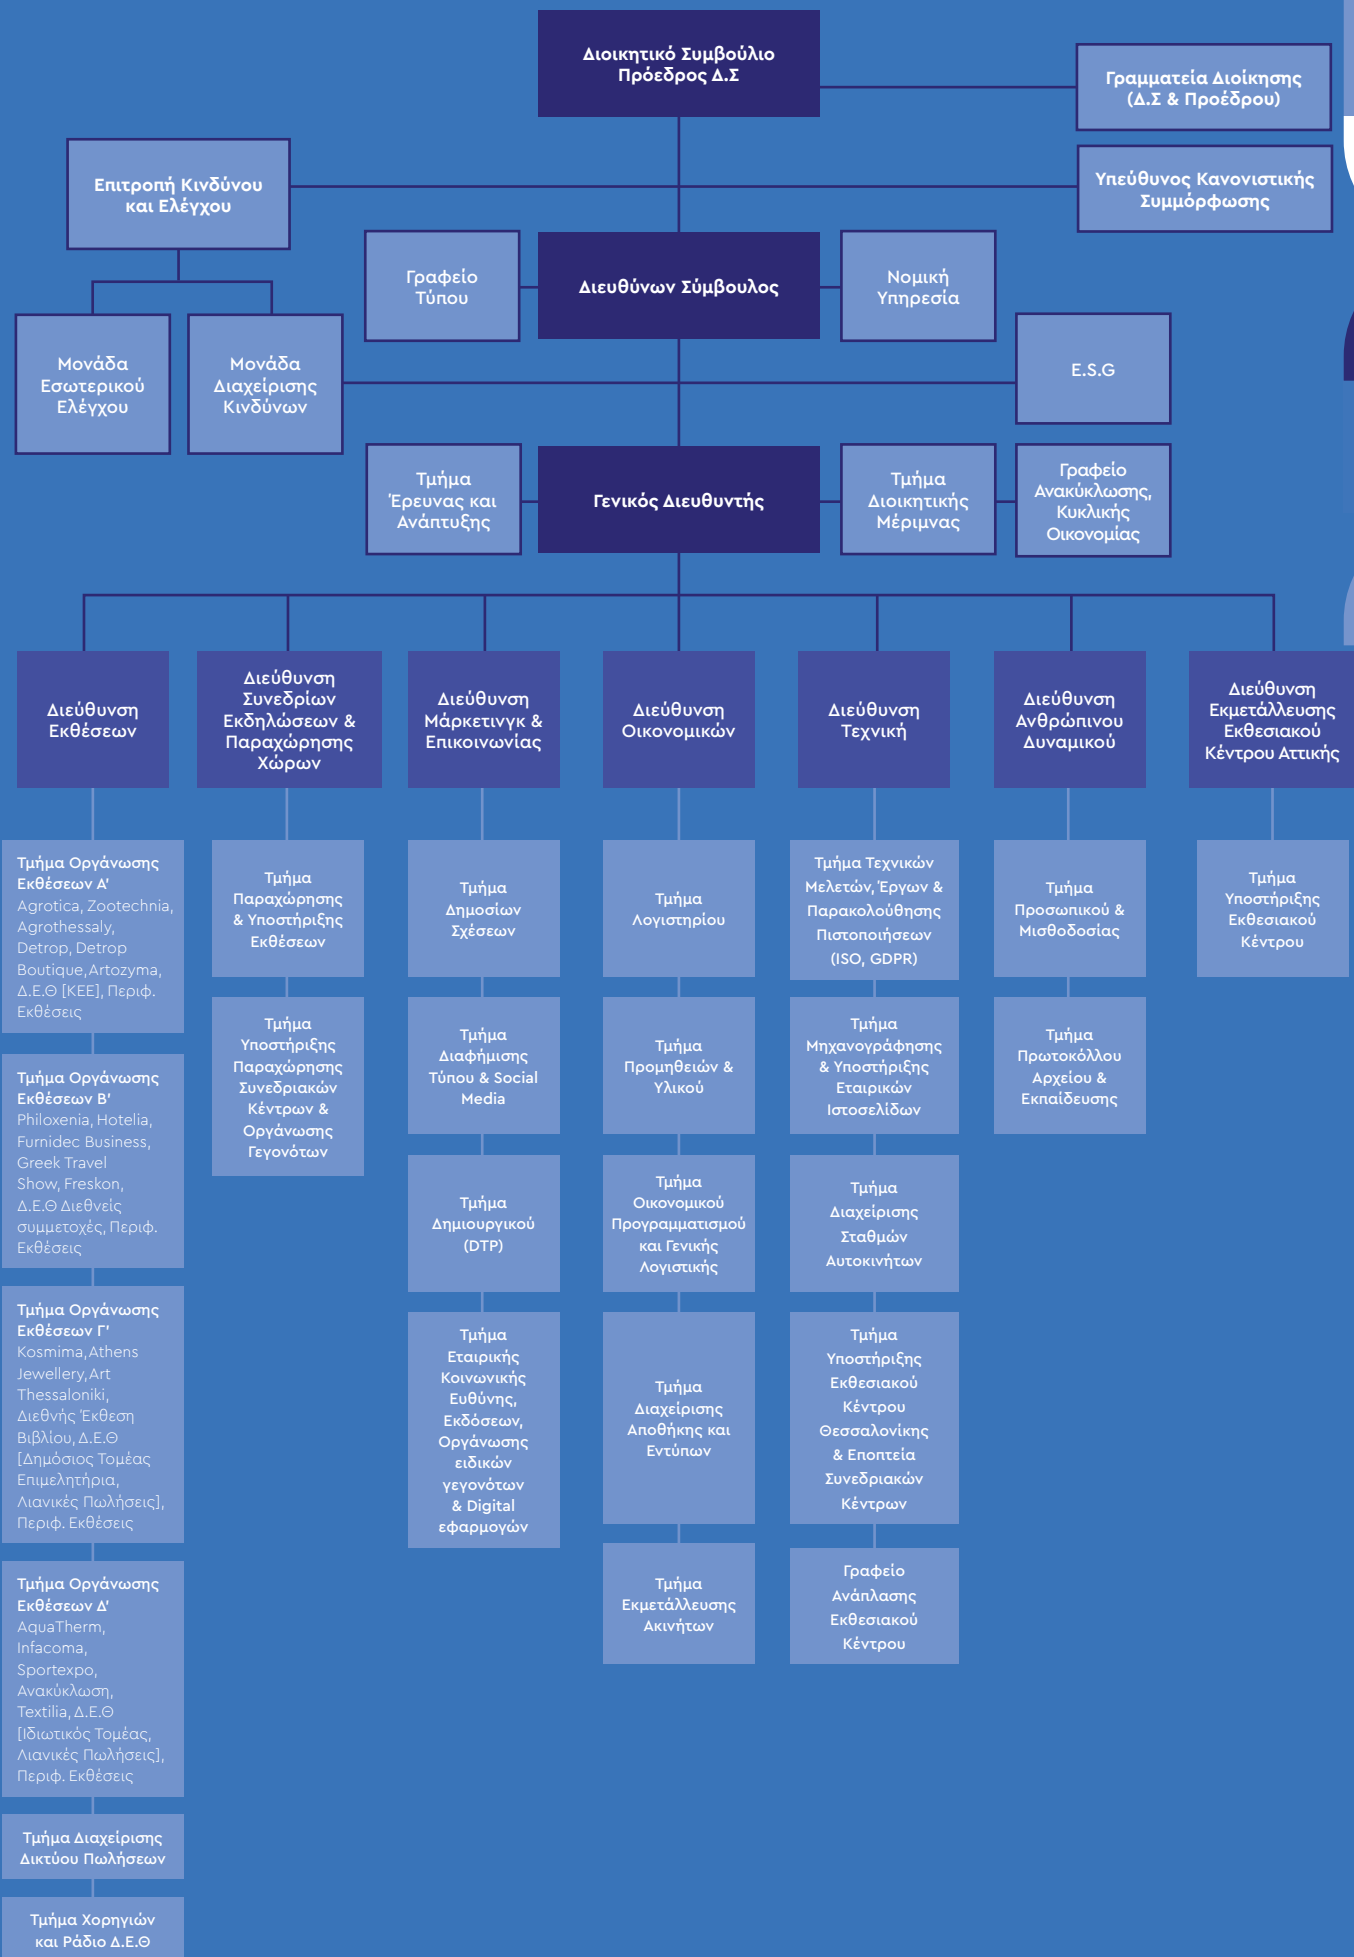 Διοικητικό Συμβούλιο
Πρόεδρος Δ.Σ
Γραμματεία Διοίκησης
(Δ.Σ & Προέδρου)
Επιτροπή Κινδύνου
και Ελέγχου
Υπεύθυνος Κανονιστικής
Συμμόρφωσης
Γραφείο
Τύπου
Διευθύνων Σύμβουλος
Νομική
Υπηρεσία
Μονάδα
Εσωτερικού
Ελέγχου
Μονάδα
Διαχείρισης
Κινδύνων
E.S.G
Τμήμα
Έρευνας και
Ανάπτυξης
Γενικός Διευθυντής
Τμήμα
Διοικητικής
Μέριμνας
Γραφείο
Ανακύκλωσης,
Κυκλικής
Οικονομίας
Διεύθυνση
Εκθέσεων
Διεύθυνση
Συνεδρίων
Εκδηλώσεων &
Παραχώρησης
Χώρων
Διεύθυνση
Μάρκετινγκ &
Επικοινωνίας
Διεύθυνση
Οικονομικών
Διεύθυνση
Τεχνική
Διεύθυνση
Ανθρώπινου
Δυναμικού
Διεύθυνση
Εκμετάλλευσης
Εκθεσιακού
Κέντρου Αττικής
Τμήμα Οργάνωσης
Εκθέσεων Α'
Agrotica, Zootechnia,
Agrothessaly,
Detrop, Detrop
Boutique, Artozyma,
Δ.Ε.Θ [ΚΕΕ], Περιφ.
Εκθέσεις
Τμήμα Οργάνωσης
Εκθέσεων Β'
Philoxenia, Hotelia,
Furnidec Business,
Greek Travel
Show, Freskon,
Δ.Ε.Θ Διεθνείς
συμμετοχές, Περιφ.
Εκθέσεις
Τμήμα Οργάνωσης
Εκθέσεων Γ'
Kosmima, Athens
Jewellery, Art
Thessaloniki,
Διεθνής Έκθεση
Βιβλίου, Δ.Ε.Θ
[Δημόσιος Τομέας
Επιμελητήρια,
Λιανικές Πωλήσεις],
Περιφ. Εκθέσεις
Τμήμα Οργάνωσης
Εκθέσεων Δ'
AquaTherm,
Infacoma,
Sportexpo,
Ανακύκλωση,
Textilia, Δ.Ε.Θ
[Ιδιωτικός Τομέας,
Λιανικές Πωλήσεις],
Περιφ. Εκθέσεις
Τμήμα Διαχείρισης
Δικτύου Πωλήσεων
Τμήμα Χορηγιών
και Ράδιο Δ.Ε.Θ
Τμήμα
Παραχώρησης
& Υποστήριξης
Εκθέσεων
Τμήμα
Υποστήριξης
Παραχώρησης
Συνεδριακών
Κέντρων &
Οργάνωσης
Γεγονότων
Τμήμα
Δημοσίων
Σχέσεων
Τμήμα
Διαφήμισης
Τύπου & Social
Media
Τμήμα
Δημιουργικού
(DTP)
Τμήμα
Εταιρικής
Κοινωνικής
Ευθύνης,
Εκδόσεων,
Οργάνωσης
ειδικών
γεγονότων
& Digital
εφαρμογών
Τμήμα
Λογιστηρίου
Τμήμα
Προμηθειών &
Υλικού
Τμήμα
Οικονομικού
Προγραμματισμού
και Γενικής
Λογιστικής
Τμήμα
Διαχείρισης
Αποθήκης και
Εντύπων
Τμήμα
Εκμετάλλευσης
Ακινήτων
Τμήμα Τεχνικών
Μελετών, Έργων &
Παρακολούθησης
Πιστοποιήσεων
(ISO, GDPR)
Τμήμα
Μηχανογράφησης
& Υποστήριξης
Εταιρικών
Ιστοσελίδων
Τμήμα
Διαχείρισης
Σταθμών
Αυτοκινήτων
Τμήμα
Υποστήριξης
Εκθεσιακού
Κέντρου
Θεσσαλονίκης
& Εποπτεία
Συνεδριακών
Κέντρων
Γραφείο
Ανάπλασης
Εκθεσιακού
Κέντρου
Τμήμα
Προσωπικού &
Μισθοδοσίας
Τμήμα
Πρωτοκόλλου
Αρχείου &
Εκπαίδευσης
Τμήμα
Υποστήριξης
Εκθεσιακού
Κέντρου